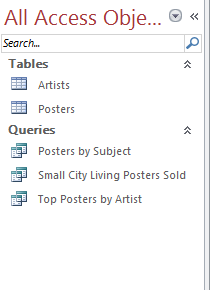 All Access Obje...
Search...
Tables
Artists
Posters
Queries
Posters by Subject
Small City Living Posters Sold
Top Posters by Artist